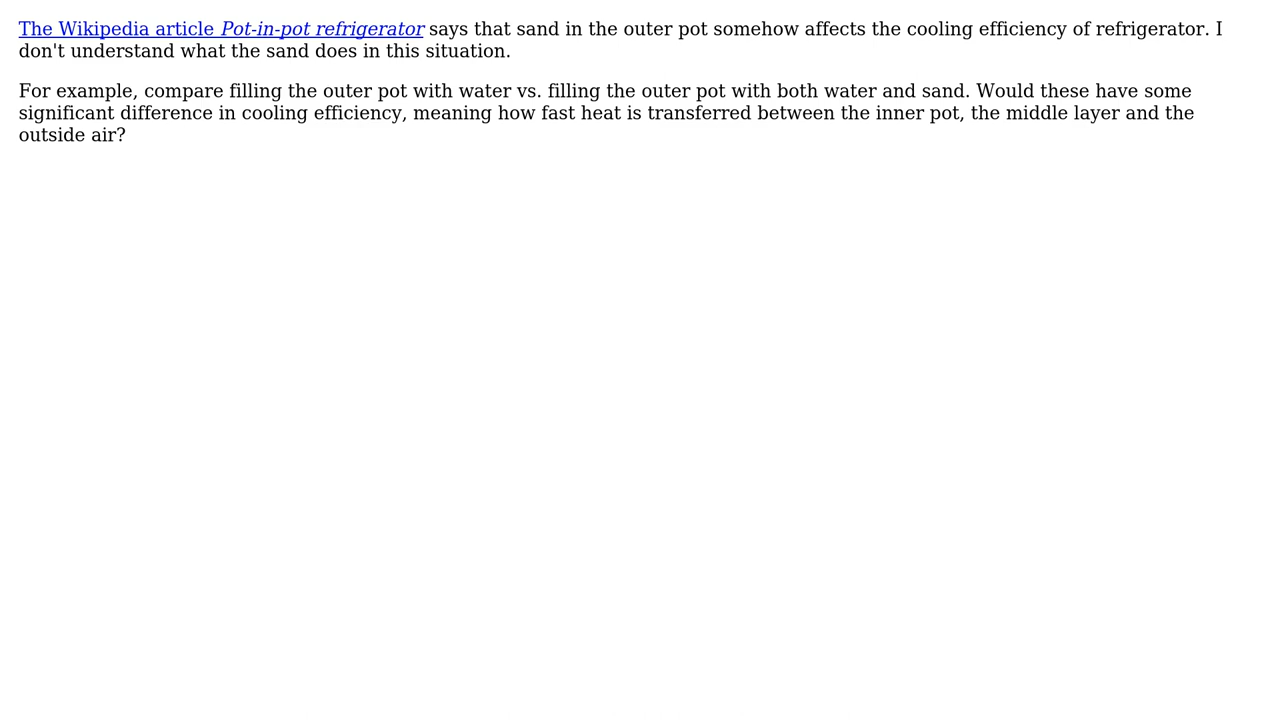 The Wikipedia article Pot-in-pot refrigerator says that sand in the outer pot somehow affects the cooling efficiency of refrigerator. I
don't understand what the sand does in this situation.
For example, compare filling the outer pot with water vs. filling the outer pot with both water and sand. Would these have some
significant difference in cooling efficiency, meaning how fast heat is transferred between the inner pot, the middle layer and the
outside air?